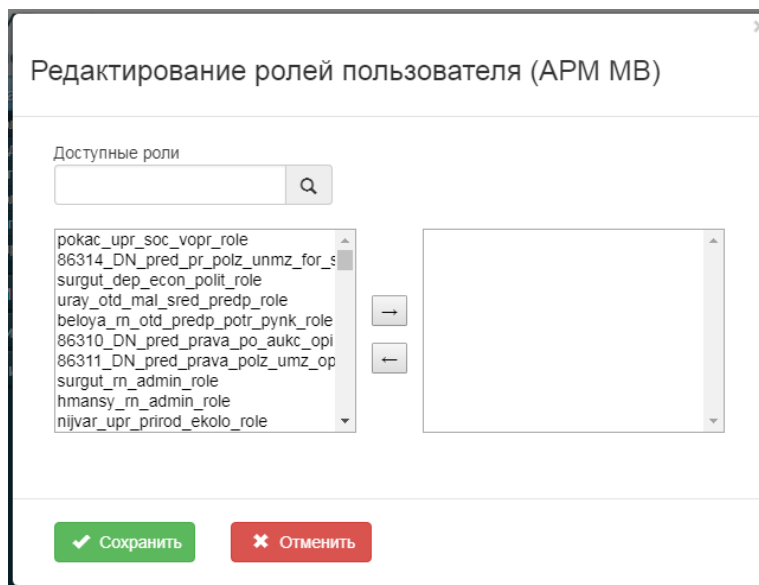 Редактирование ролей пользователя (АРМ МВ)
Доступные роли
pokac_upr_soc_vopr_role
86314_DN_pred_pr_polz_unmz_for_s
surgut_dep_econ_polit_role
uray_otd_mal_sred_predp_role
beloya_rn_otd_predp_potr_pynk_role
86310_DN_pred_prava_po_aukc_opi
86311_DN_pred_prava_polz_umz_op
surgut_rn_admin_role
hmansy_rn_admin_role
nijvar_upr_prirod_ekolo_role
→
←
Сохранить
Отменить